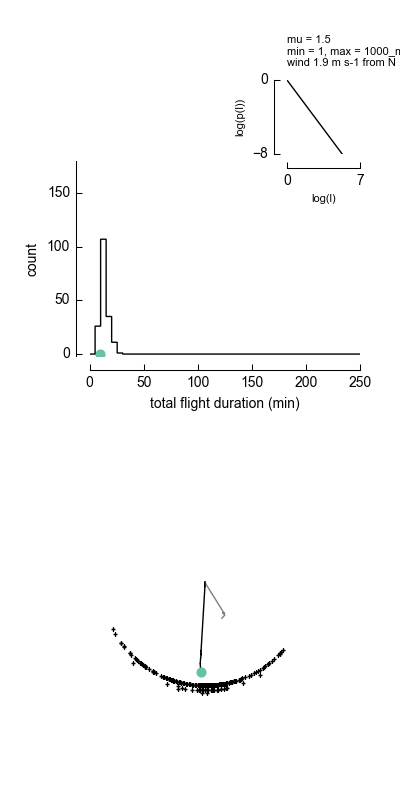 mu = 1.5
min = 1, max = 1000_m
wind 1.9 m s-1 from N
0
log(p(l))
−8
0 7
log(l)
150
100
count
50
0
0 50 100 150 200 250
total flight duration (min)